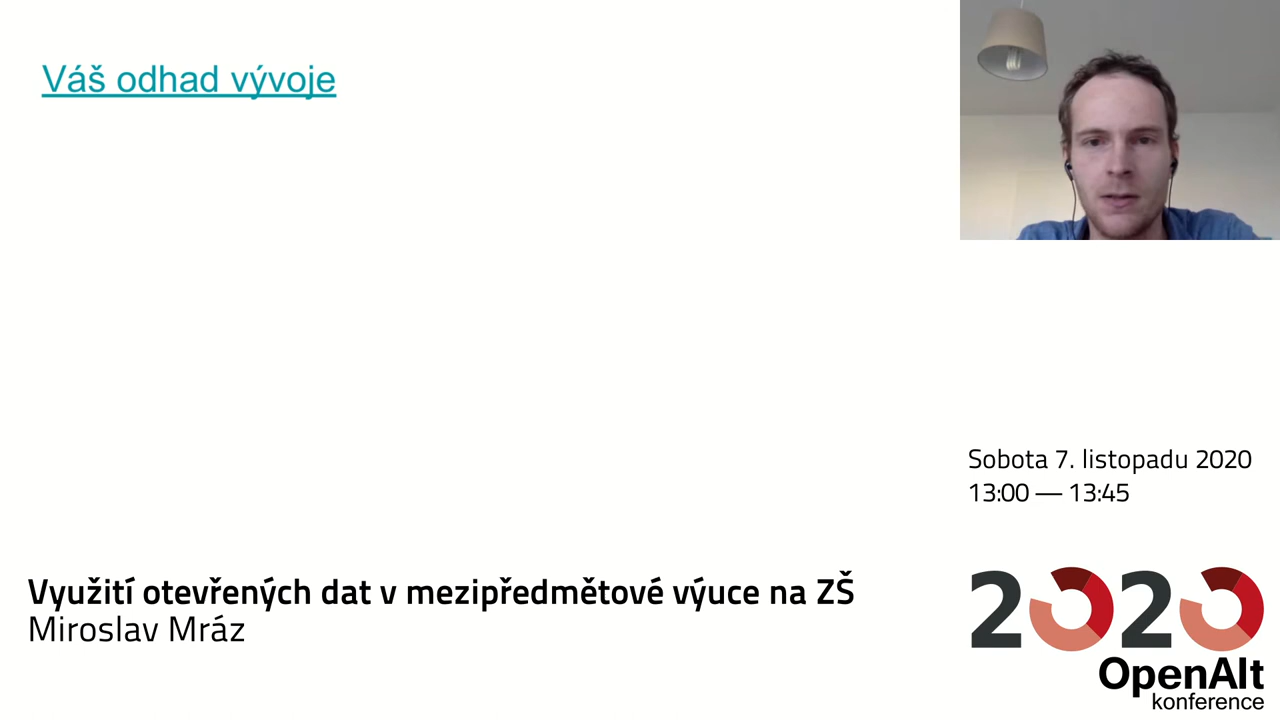 Váš odhad vývoje
Sobota 7. listopadu 2020
13:00 — 13:45
Využití otevřených dat v mezipředmětové výuce na ZŠ
Miroslav Mráz
2020
OpenAlt
konference